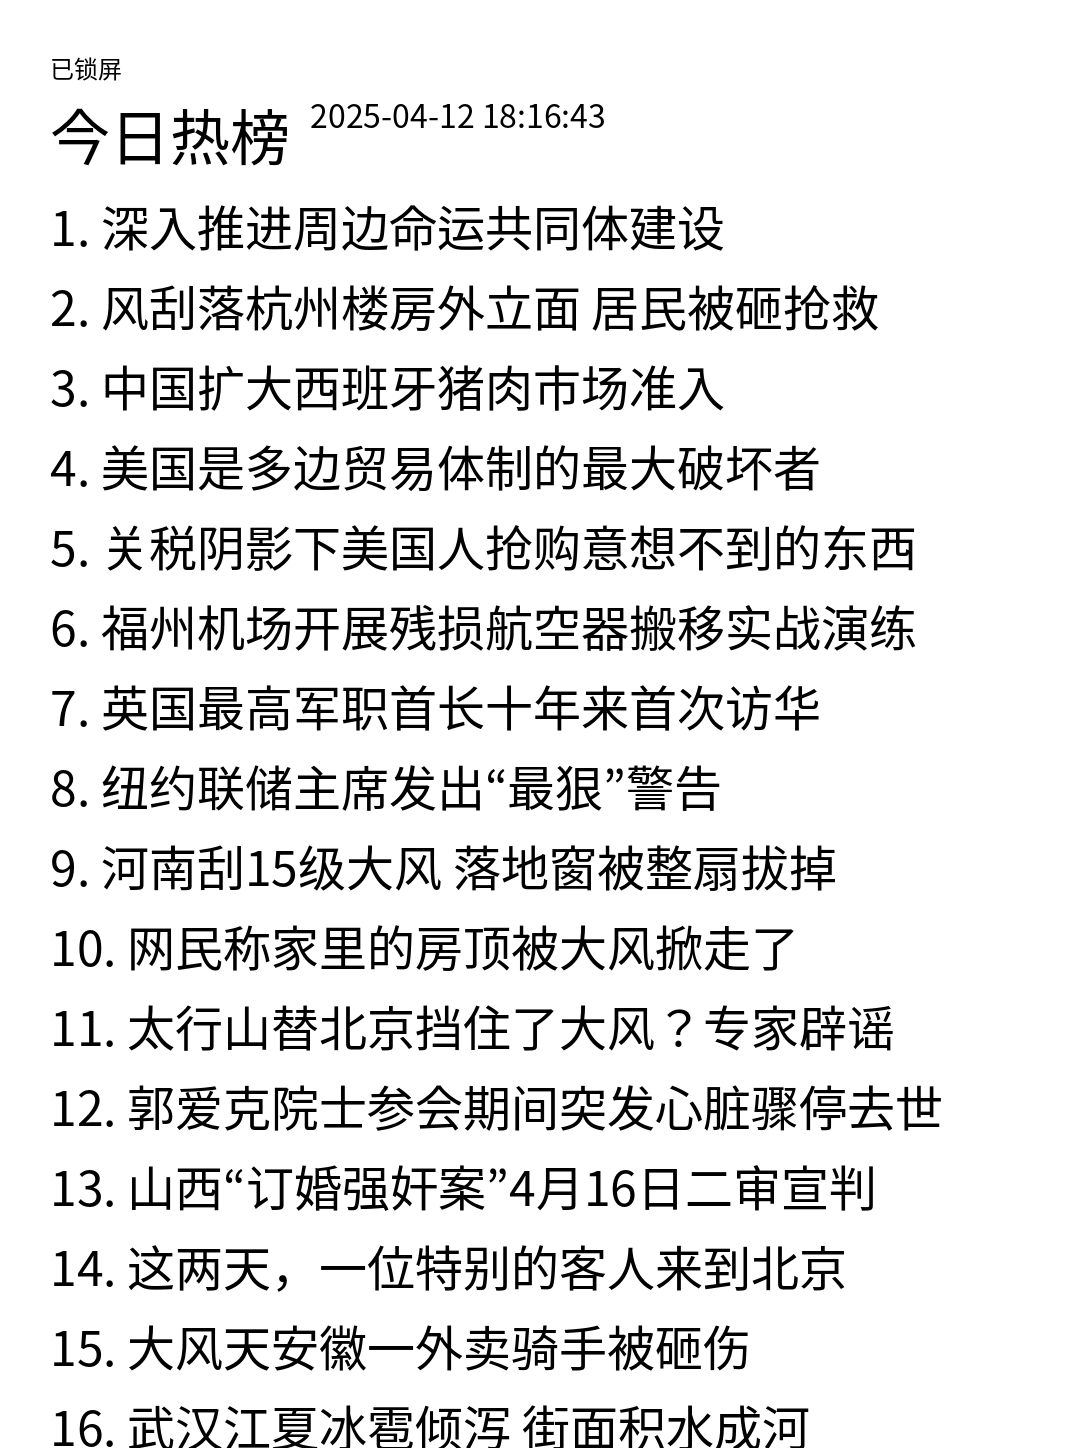 已锁屏
今日热榜 2025-04-12 18:16:43
1. 深入推进周边命运共同体建设
2. 风刮落杭州楼房外立面 居民被砸抢救
3. 中国扩大西班牙猪肉市场准入
4. 美国是多边贸易体制的最大破坏者
5. 关税阴影下美国人抢购意想不到的东西
6. 福州机场开展残损航空器搬移实战演练
7. 英国最高军职首长十年来首次访华
8. 纽约联储主席发出“最狠”警告
9. 河南刮15级大风 落地窗被整扇拔掉
10. 网民称家里的房顶被大风掀走了
11. 太行山替北京挡住了大风？专家辟谣
12. 郭爱克院士参会期间突发心脏骤停去世
13. 山西“订婚强奸案”4月16日二审宣判
14. 这两天，一位特别的客人来到北京
15. 大风天安徽一外卖骑手被砸伤
16. 武汉江夏冰雹倾泻 街面积水成河